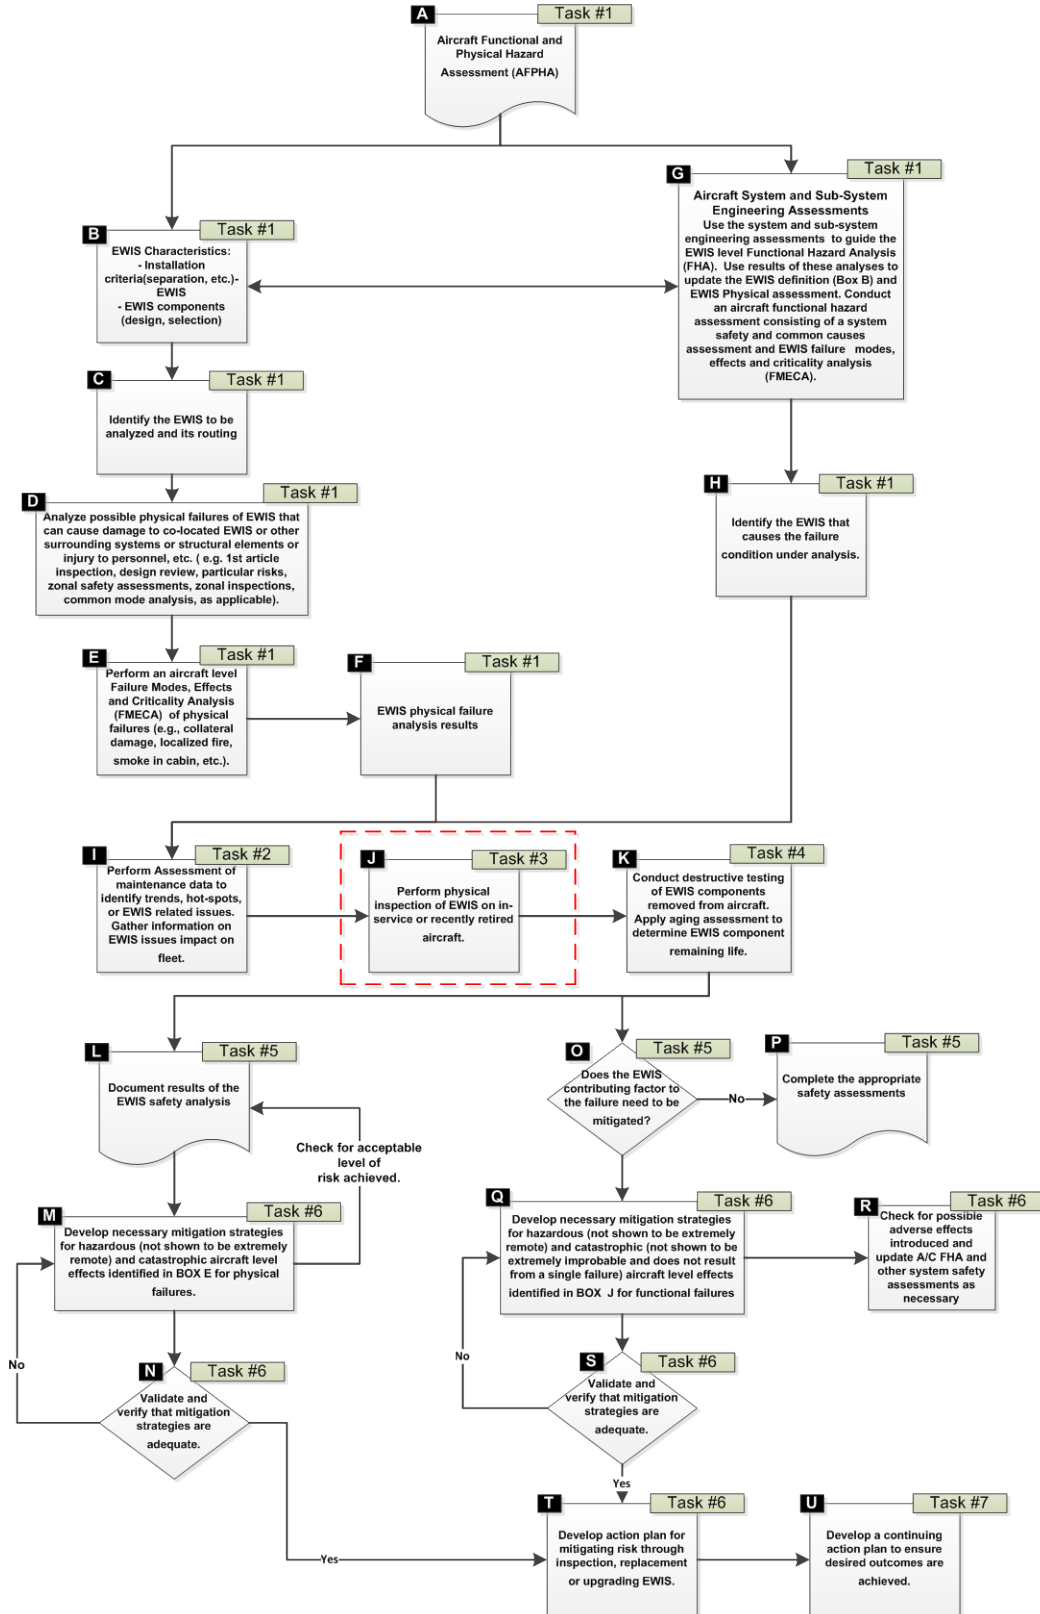 A
Task #1
Aircraft Functional and
Physical Hazard
Assessment (AFPHA)
G
Task #1
Aircraft System and Sub-System
Engineering Assessments
Use the system and sub-system
engineering assessments to guide the
EWIS level Functional Hazard Analysis
(FHA). Use results of these analyses to
update the EWIS definition (Box B) and
EWIS Physical assessment. Conduct
an aircraft functional hazard
assessment consisting of a system
safety and common causes
assessment and EWIS failure modes,
effects and criticality analysis
(FMECA).
B
Task #1
EWIS Characteristics:
- Installation
criteria(separation, etc.)-
EWIS
- EWIS components
(design, selection)
C
Task #1
Identify the EWIS to be
analyzed and its routing
D
Task #1
Analyze possible physical failures of EWIS that
can cause damage to co-located EWIS or other
surrounding systems or structural elements or
injury to personnel, etc. ( e.g. 1st article
inspection, design review, particular risks,
zonal safety assessments, zonal inspections,
common mode analysis, as applicable).
H
Task #1
Identify the EWIS that
causes the failure
condition under analysis.
E
Task #1
Perform an aircraft level
Failure Modes, Effects
and Criticality Analysis
(FMECA) of physical
failures (e.g., collateral
damage, localized fire,
smoke in cabin, etc.).
F
Task #1
EWIS physical failure
analysis results
I
Task #2
Perform Assessment of
maintenance data to
identify trends, hot-spots,
or EWIS related issues.
Gather information on
EWIS issues impact on
fleet.
J
Task #3
Perform physical
inspection of EWIS on in-
service or recently retired
aircraft.
K
Task #4
Conduct destructive testing
of EWIS components
removed from aircraft.
Apply aging assessment to
determine EWIS component
remaining life.
L
Task #5
Document results of the
EWIS safety analysis
O
Task #5
Does the EWIS
contributing factor to
the failure need to be
mitigated?
No
P
Task #5
Complete the appropriate
safety assessments
Check for acceptable
level of
risk achieved.
M
Task #6
Develop necessary mitigation strategies
for hazardous (not shown to be extremely
remote) and catastrophic aircraft level
effects identified in BOX E for physical
failures.
Q
Task #6
Develop necessary mitigation strategies
for hazardous (not shown to be extremely
remote) and catastrophic (not shown to be
extremely improbable and does not result
from a single failure) aircraft level effects
identified in BOX J for functional failures
R
Task #6
Check for possible
adverse effects
introduced and
update A/C FHA and
other system safety
assessments as
necessary
No
N
Task #6
Validate and
verify that mitigation
strategies are
adequate.
No
S
Task #6
Validate and
verify that mitigation
strategies are
adequate.
Yes
Yes
T
Task #6
Develop action plan for
mitigating risk through
inspection, replacement
or upgrading EWIS.
U
Task #7
Develop a continuing
action plan to ensure
desired outcomes are
achieved.